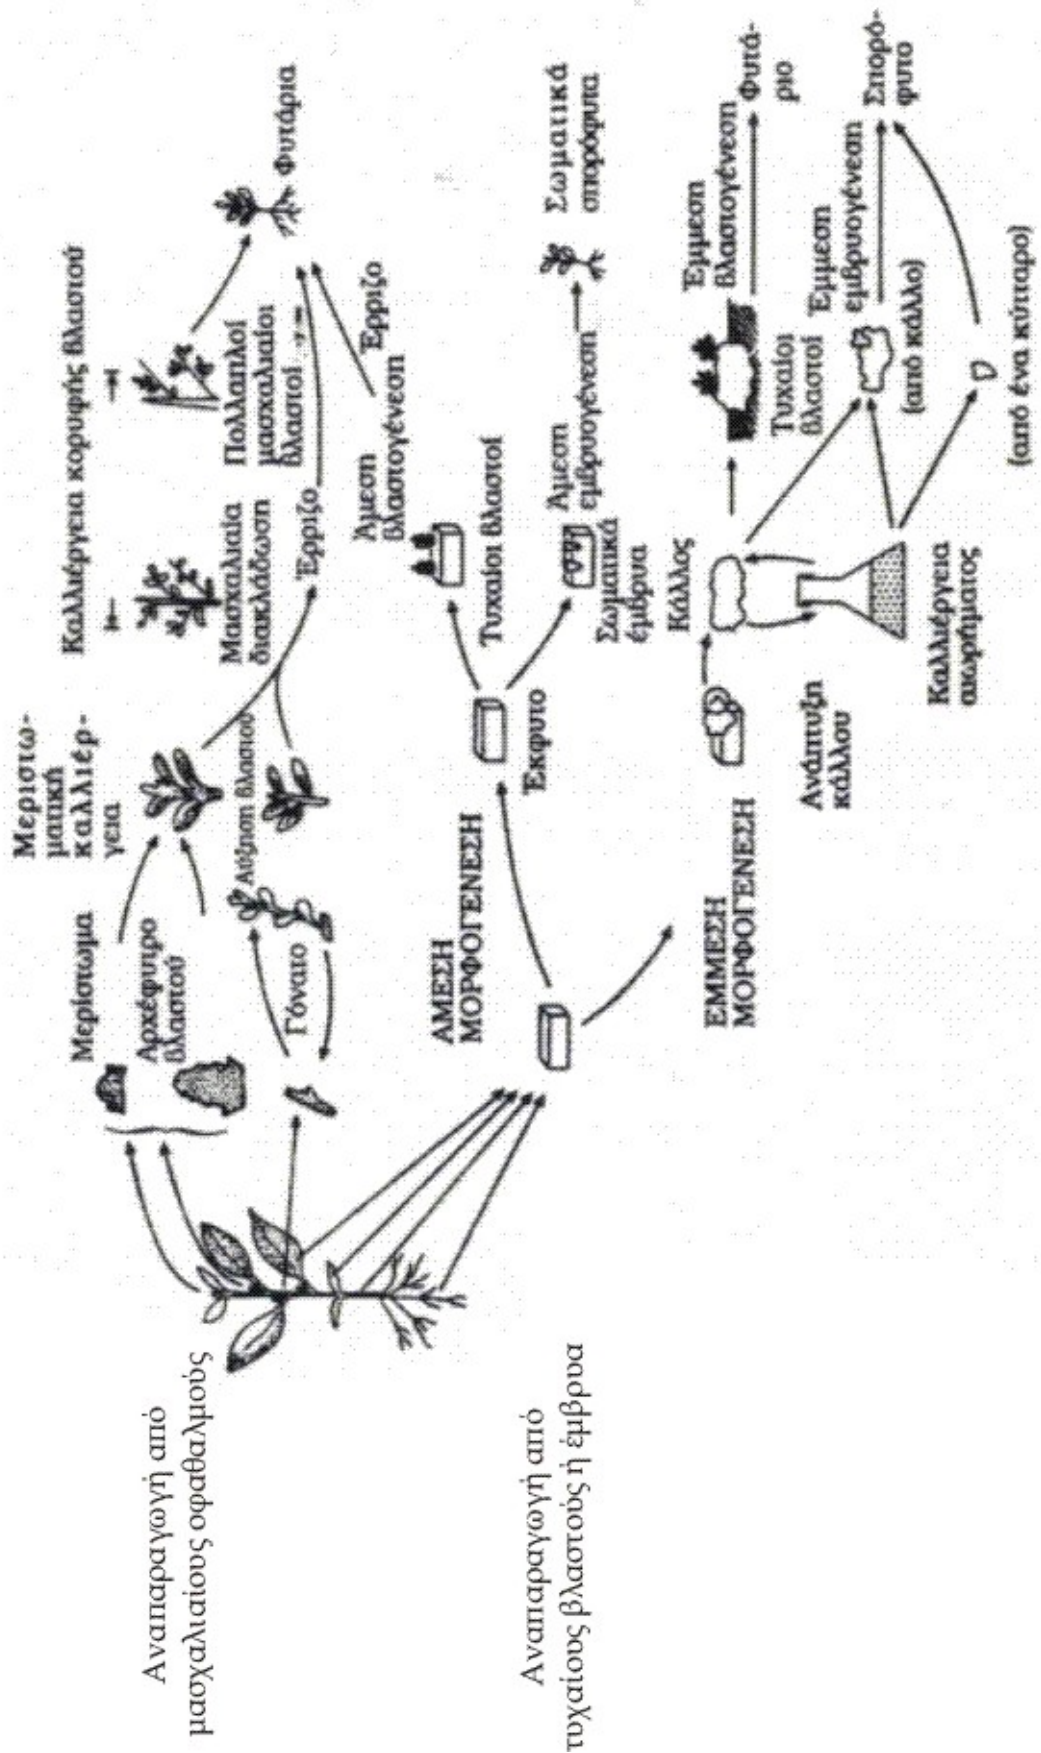 Αναπαραγωγή από
μασχαλιαίους οφαθαλμούς
Μερίστωμα
Αρχέφυτρο
βλαστού
Γόνατο
Μεριστω-
ματική
καλλιέρ-
γεια
Αύξηση βλαστού
Καλλιέργεια κορυφής βλαστού
Μασχαλιαία
διακλάδωση
Πολλαπλοί
μασχαλιαίοι
βλαστοί
Έρριζο
Έρριζο
Φυτάρια
Αναπαραγωγή από
τυχαίους βλαστούς ή έμβρυα
ΑΜΕΣΗ
ΜΟΡΦΟΓΕΝΕΣΗ
Έκφυτο
Άμεση
βλαστογένεση
Τυχαίοι βλαστοί
Σωματικά
έμβρυα
Άμεση
εμβρυογένεση
Σωματικά
σπορόφυτα
ΕΜΜΕΣΗ
ΜΟΡΦΟΓΕΝΕΣΗ
Ανάπτυξη
κάλλου
Κάλλος
Καλλιέργεια
αιωρήματος
Τυχαίοι
βλαστοί
Έμμεση
βλαστογένεση
Φυτά-
ριο
Έμμεση
εμβρυογένεση
(από κάλλο)
Σπορό-
φυτο
(από ένα κύτταρο)